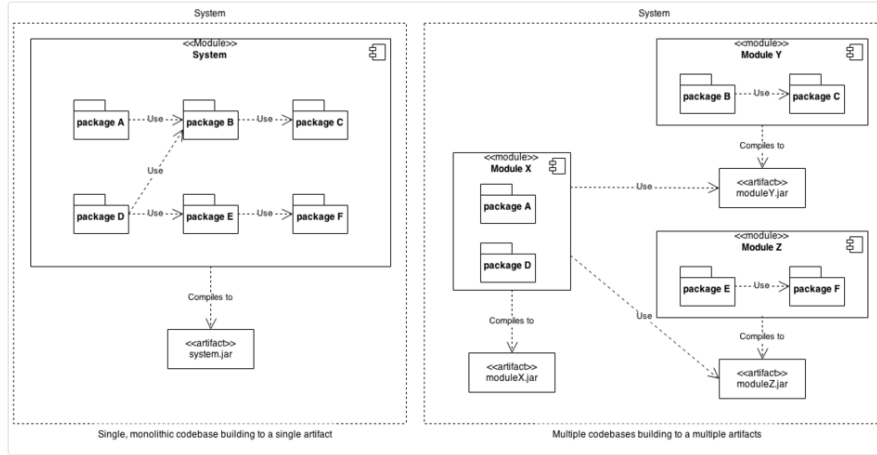 System
<<Module>>
System
package A
Use
package B
Use
package C
Use
package D
Use
package E
Use
package F
Compiles to
<<artifact>>
system.jar
Single, monolithic codebase building to a single artifact
System
<<module>>
Module Y
package B
Use
package C
Compiles to
<<artifact>>
moduleY.jar
<<module>>
Module X
package A
package D
Use
Use
Compiles to
<<artifact>>
moduleX.jar
<<module>>
Module Z
package E
Use
package F
Compiles to
<<artifact>>
moduleZ.jar
Multiple codebases building to a multiple artifacts